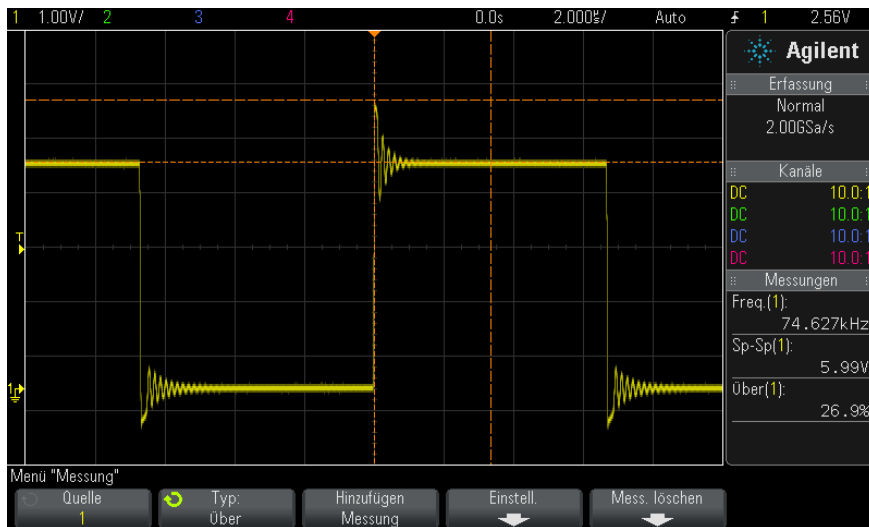 1 1.00V/ 2 3 4 0.0s 2.000µs/ Auto 1 2.56V
Agilent
Erfassung
Normal
2.00GSa/s
Kanäle
DC 10.0:1
DC 10.0:1
DC 10.0:1
DC 10.0:1
Messungen
Freq.(1):
74.627kHz
Sp-Sp(1):
5.99V
Über(1):
26.9%
T
1
Menü "Messung"
Quelle
1
Typ:
Über
Hinzufügen
Messung
Einstell.
Mess. löschen